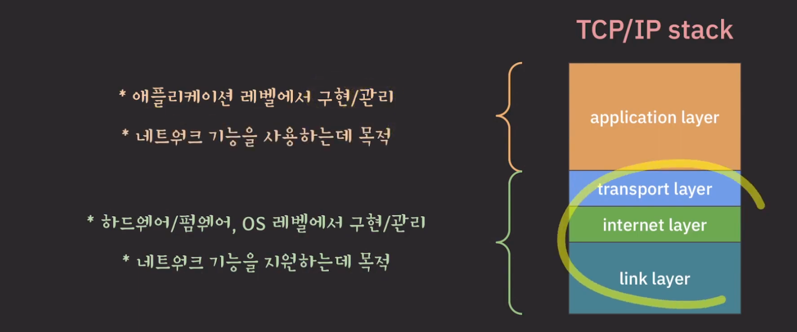 TCP/IP stack
* 애플리케이션 레벨에서 구현/관리
* 네트워크 기능을 사용하는데 목적
application layer
transport layer
internet layer
link layer
* 하드웨어/펌웨어, OS 레벨에서 구현/관리
* 네트워크 기능을 지원하는데 목적